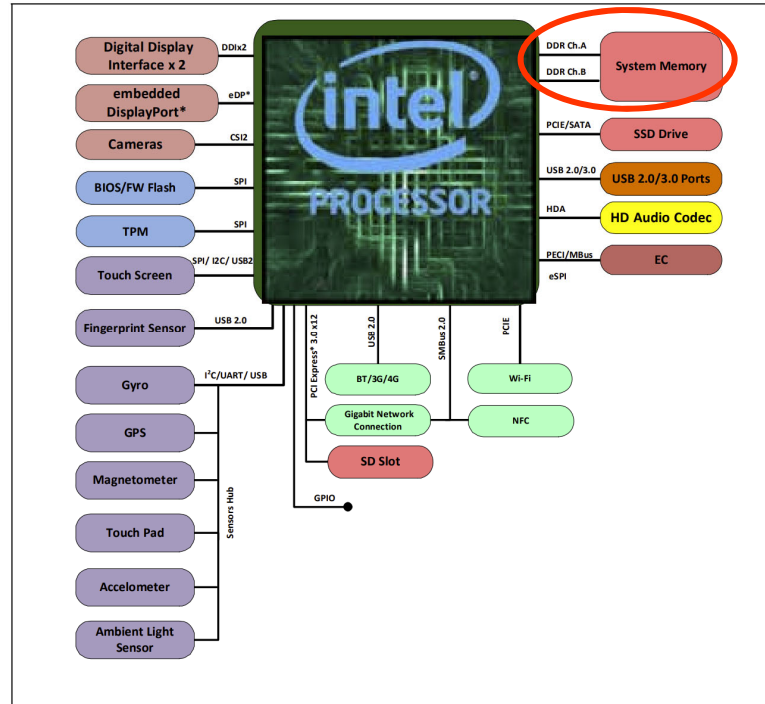 Digital Display
Interface x 2
DDIx2
embedded
DisplayPort*
eDP*
Cameras
CSI2
BIOS/FW Flash
SPI
TPM
SPI
Touch Screen
SPI/ I2C/ USB2
Fingerprint Sensor
USB 2.0
Gyro
I²C/UART/ USB
GPS
Magnetometer
Touch Pad
Accelometer
Ambient Light
Sensor
Sensors Hub
intel®
PROCESSOR
DDR Ch.A
DDR Ch.B
System Memory
PCIE/SATA
SSD Drive
USB 2.0/3.0
USB 2.0/3.0 Ports
HDA
HD Audio Codec
PECI/MBus
eSPI
EC
PCI Express* 3.0 x12
USB 2.0
SMBus 2.0
PCIE
BT/3G/4G
Wi-Fi
Gigabit Network
Connection
NFC
SD Slot
GPIO